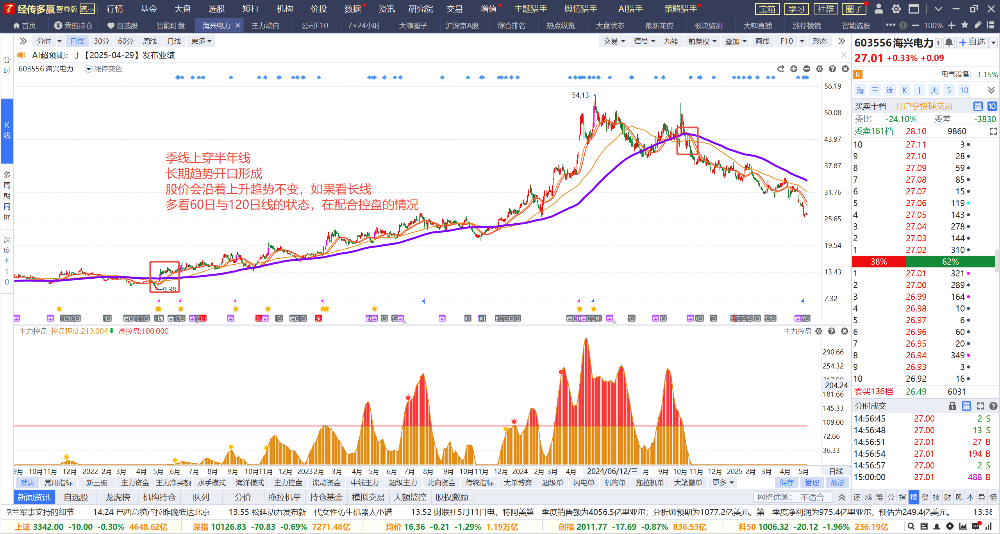 经传多赢 智尊版 演示 行情 基金 大盘 选股 短打 机构 价投 数据 资讯 研究院 交易 增值 主题猎手 舆情猎手 AI猎手 策略猎手 宝箱 学习 社群 圈子
首页 我的持仓 自选股 智能盯盘 海兴电力 主力动向 公司F10 7×24小时 大咖圈子 沪深京A股 综合排名 热点纵览 大盘状态 最新龙虎 板块监测 大咖直播 涨停棱镜 智能选股 100%
分时
K线
多周期同屏
深度F10
分时 日线 30分 60分 周线 月线 更多 交易 信号 九转 前复权 叠加 画线 F10 形态
AI超预期：于【2025-04-29】发布业绩
603556 海兴电力 涨停变色
56.19
54.13→
50.08
43.97
37.87
31.76
25.65
19.54
13.43
7.32
季线上穿半年线
长期趋势开口形成
股价会沿着上升趋势不变，如果看长线
多看60日与120日线的状态，在配合控盘的情况
←9.38
主力控盘 控盘程度:213.004 高控盘:100.000 主力控盘
290.66
254.32
204.24
181.66
145.33
109.00
72.66
36.33
9月 10月 11月 12月 2022 2月 3月 4月 5月 6月 7月 8月 9月 10月 11月 12月 2023 2月 3月 4月 5月 6月 7月 8月 9月 10月 11月 12月 2024 2月 3月 4月 2024/06/12/三 9月 10月 11月 12月 2025 2月 3月 4月 5月 日线
默认 常用指标 新三板 主力资金 主力净买额 水手模式 海洋模式 主力控盘 流动资金 中线主力 超级主力 北向资金 传统指标 大单博弈 超级单 闪电单 机构单 拖拉机单 大笔撤单 更多 保存 管理 战法
新闻资讯 自选股 龙虎榜 机构持仓 队列 分价 拖拉机单 持仓基金 模拟交易 大额监控 股权激励 网格优测： 不适合
603556 海兴电力 自选
27.01 +0.33% +0.09
R 电气设备: -1.15%
海 三 流 K 十 大 5 10
买卖十档 开户享快捷交易 量 10
委比 -24.10% 委差 -3830
委卖181档 28.10 9860
10 27.11 3
9 27.10 28
8 27.09 59
7 27.08 85
6 27.07 15
5 27.06 119
4 27.05 143
3 27.04 278
2 27.03 144
1 27.02 310
38% 62%
1 27.01 321
2 27.00 289
3 26.99 164
4 26.98 10
5 26.97 6
6 26.96 60
7 26.95 20
8 26.94 349
9 26.93 3
10 26.92 16
委买136档 26.49 6031
分时成交 量
14:56:45 27.00 2 S
14:56:48 27.00 13 S
14:56:51 27.01 27 B
14:56:54 27.01 194 B
14:56:57 27.00 2 S
15:00:00 27.01 488 B
还 成 筹 分 指 报 资 技 财 风 本 异 情
克兰军事支持的细节 14:24 巴西总统卢拉昨晚抵达北京 13:55 松延动力发布新一代女性仿生机器人小诺 13:52 财联社5月11日电，特阿美第一季度销售额为4056.5亿里亚尔；分析师预期为1077.2亿美元。第一季度净利润为975.4亿里亚尔，预估为249.4亿美元。 13:38
上证 3342.00 -10.00 -0.30% 4648.62亿 深指 10126.83 -70.83 -0.69% 7271.48亿 均价 16.36 -0.21 -1.29% 1.19万亿 创指 2011.77 -17.69 -0.87% 836.53亿 科50 1006.32 -20.12 -1.96% 236.19亿